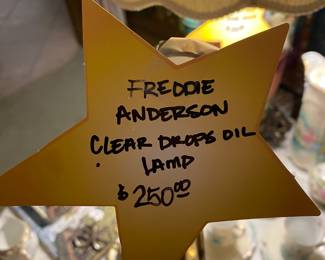 FREDDIE
ANDERSON
CLEAR DROPS OIL
LAMP
$250.00